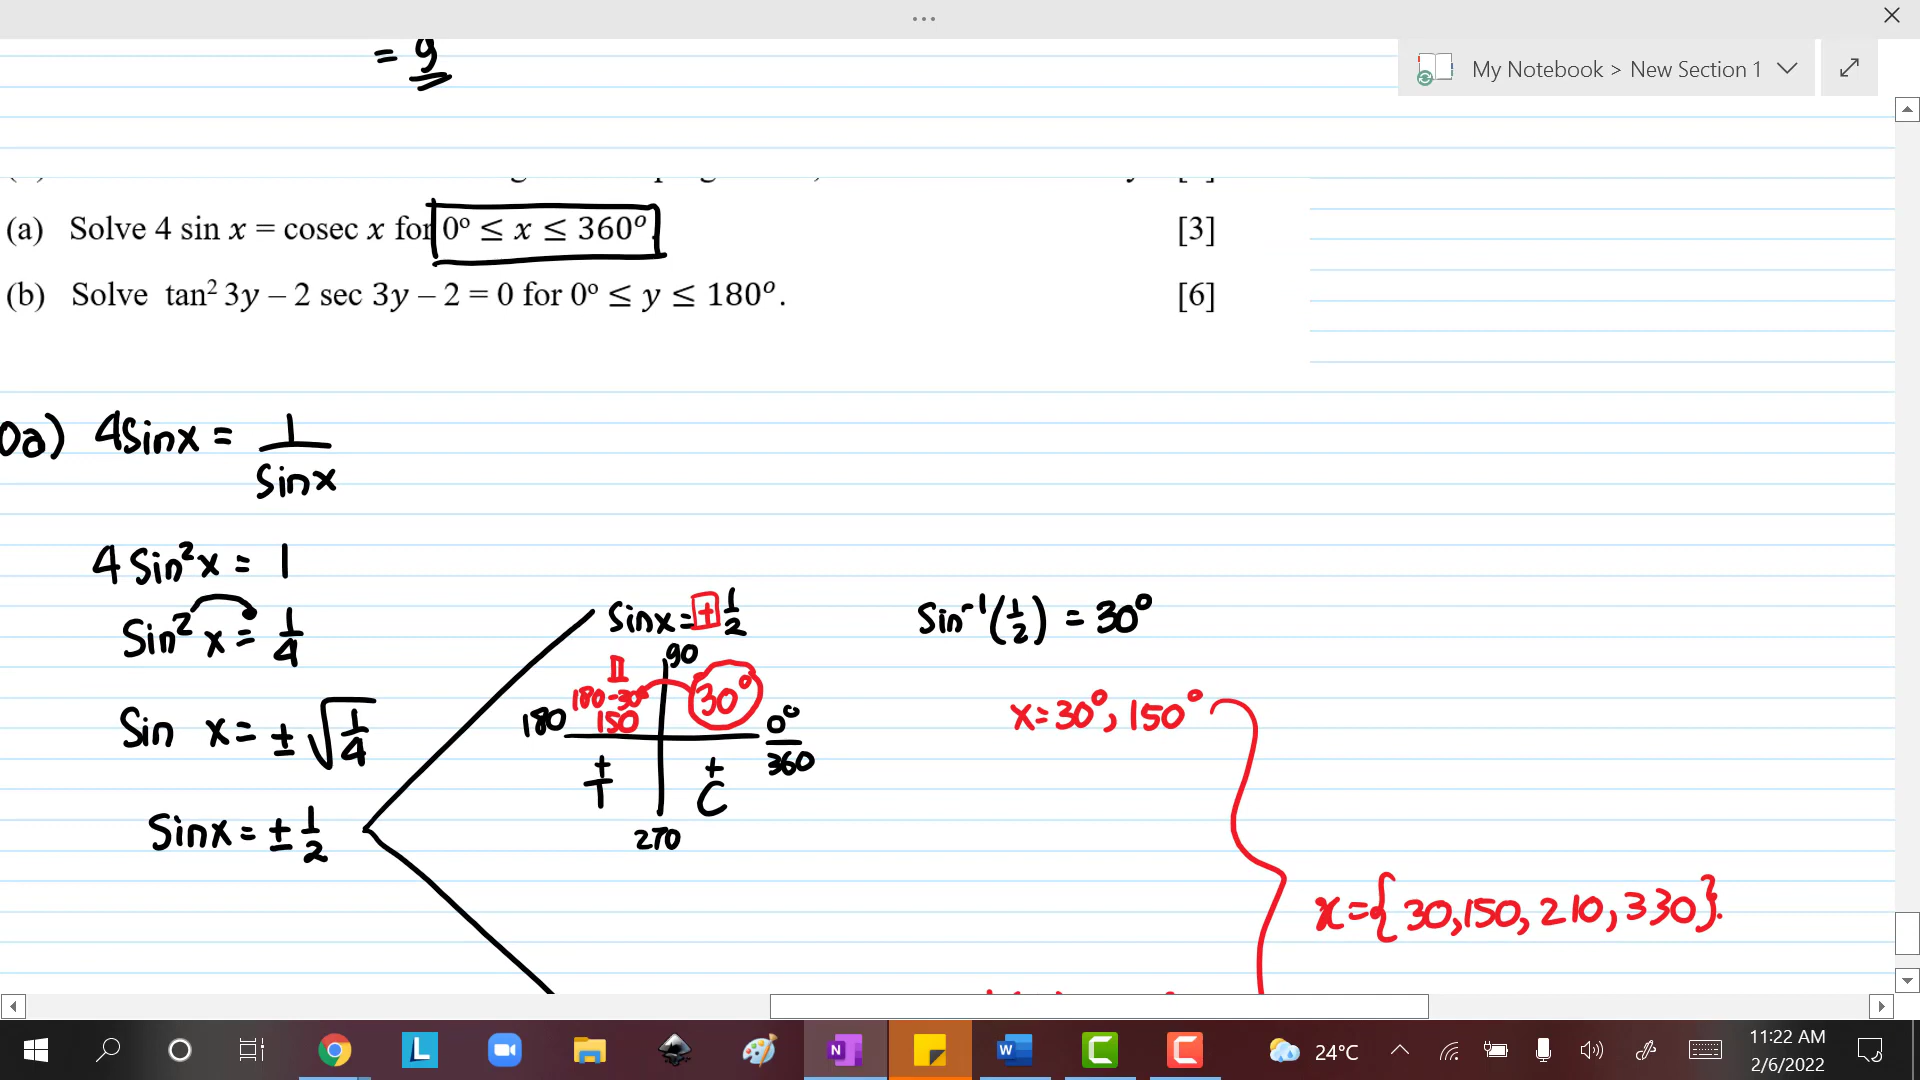 ...
My Notebook > New Section 1
= 9
(a) Solve 4 sin x = cosec x for 0° ≤ x ≤ 360° [3]
(b) Solve tan² 3y – 2 sec 3y – 2 = 0 for 0° ≤ y ≤ 180°. [6]
0a) 4Sinx = 1/Sinx
4Sin²x = 1
Sin²x = 1/4
Sin x = ± √(1/4)
Sinx = ± 1/2
Sinx = + 1/2
90
II
180-30°
150
30°
180
0°
360
+
T
+
C
270
Sin⁻¹(1/2) = 30°
x = 30°, 150°
x = {30, 150, 210, 330}.
L
N
W
24°C
11:22 AM
2/6/2022